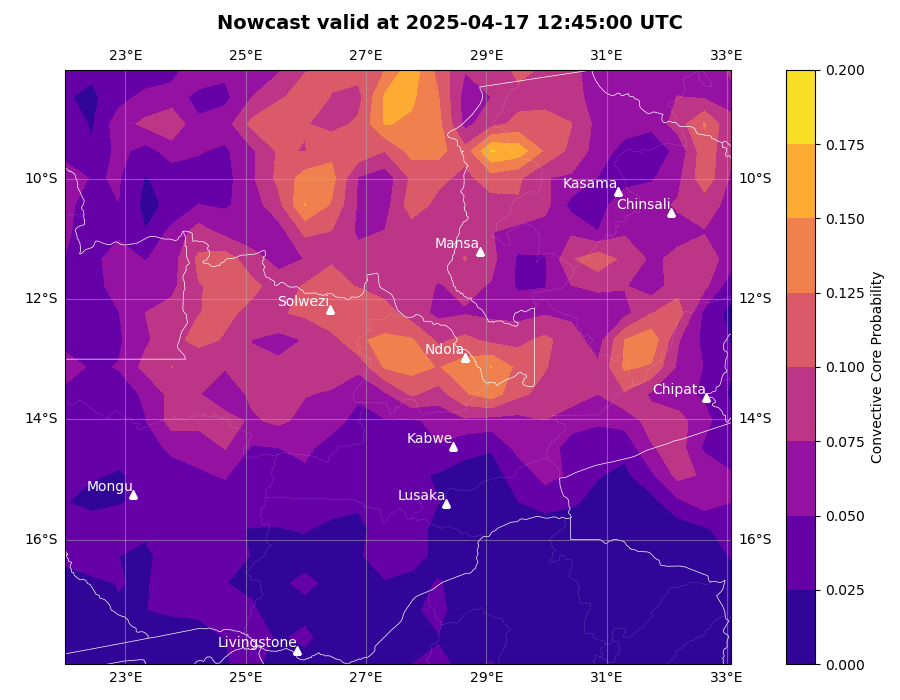 Nowcast valid at 2025-04-17 12:45:00 UTC
23°E 25°E 27°E 29°E 31°E 33°E
0.200
0.175
0.150
0.125
0.100
0.075
0.050
0.025
0.000
Convective Core Probability
10°S 10°S
12°S 12°S
14°S 14°S
16°S 16°S
Kasama
Chinsali
Mansa
Solwezi
Ndola
Chipata
Kabwe
Mongu
Lusaka
Livingstone
23°E 25°E 27°E 29°E 31°E 33°E